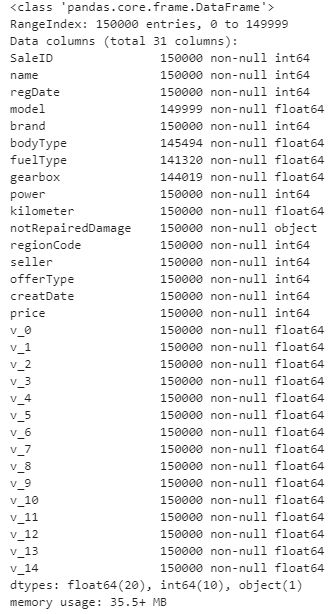 <class 'pandas.core.frame.DataFrame'>
RangeIndex: 150000 entries, 0 to 149999
Data columns (total 31 columns):
SaleID               150000 non-null int64
name                 150000 non-null int64
regDate              150000 non-null int64
model                149999 non-null float64
brand                150000 non-null int64
bodyType             145494 non-null float64
fuelType             141320 non-null float64
gearbox              144019 non-null float64
power                150000 non-null int64
kilometer            150000 non-null float64
notRepairedDamage    150000 non-null object
regionCode           150000 non-null int64
seller               150000 non-null int64
offerType            150000 non-null int64
creatDate            150000 non-null int64
price                150000 non-null int64
v_0                  150000 non-null float64
v_1                  150000 non-null float64
v_2                  150000 non-null float64
v_3                  150000 non-null float64
v_4                  150000 non-null float64
v_5                  150000 non-null float64
v_6                  150000 non-null float64
v_7                  150000 non-null float64
v_8                  150000 non-null float64
v_9                  150000 non-null float64
v_10                 150000 non-null float64
v_11                 150000 non-null float64
v_12                 150000 non-null float64
v_13                 150000 non-null float64
v_14                 150000 non-null float64
dtypes: float64(20), int64(10), object(1)
memory usage: 35.5+ MB